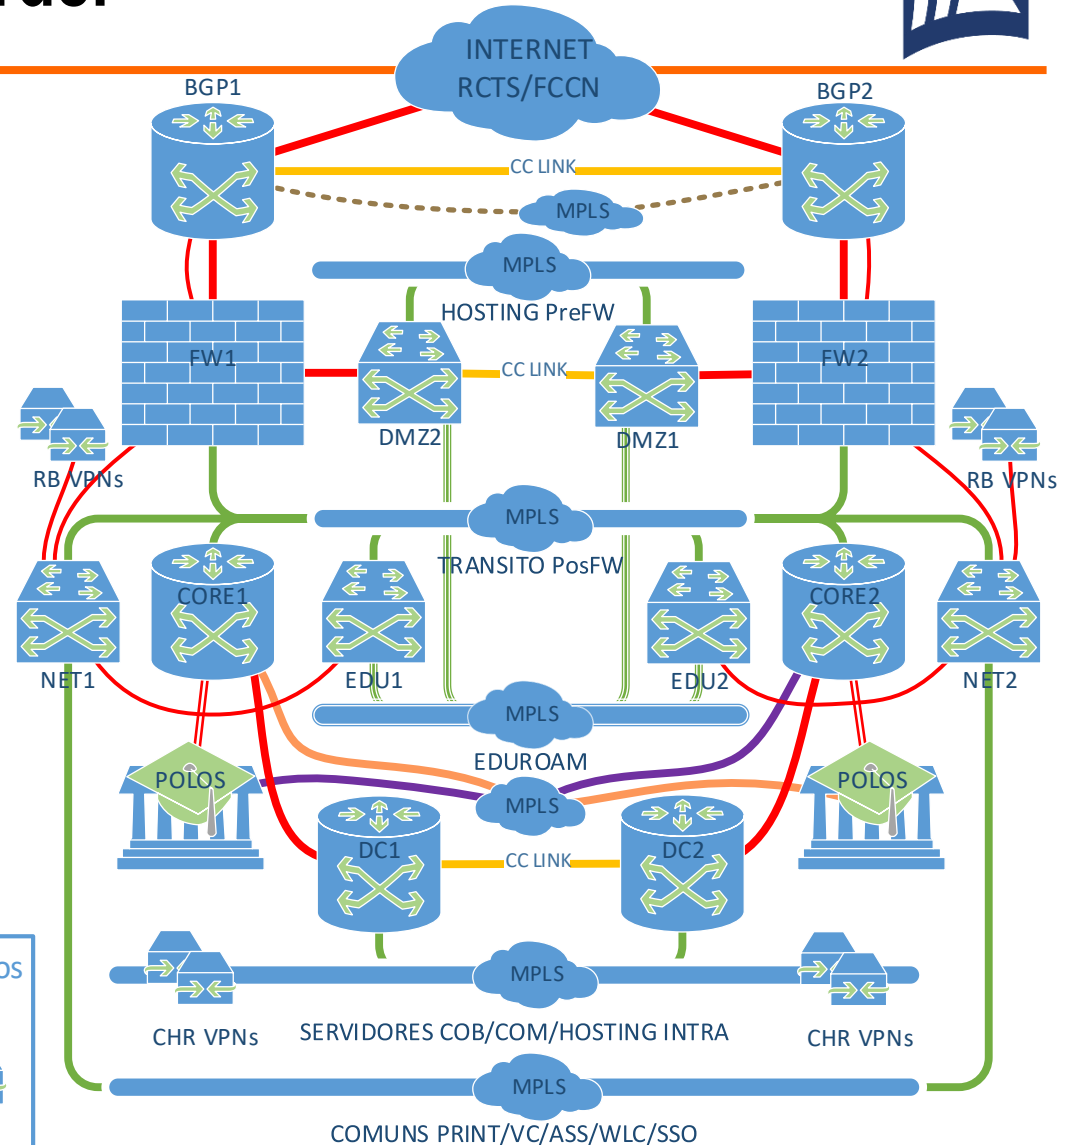 INTERNET
RCTS/FCCN
BGP1
BGP2
CC LINK
MPLS
MPLS
HOSTING PreFW
FW1
FW2
CC LINK
DMZ2
DMZ1
RB VPNs
RB VPNs
MPLS
TRANSITO PosFW
CORE1
CORE2
NET1
EDU1
EDU2
NET2
MPLS
EDUROAM
POLOS
POLOS
MPLS
DC1
DC2
CC LINK
OS
MPLS
CHR VPNs
SERVIDORES COB/COM/HOSTING INTRA
CHR VPNs
MPLS
COMUNS PRINT/VC/ASS/WLC/SSO